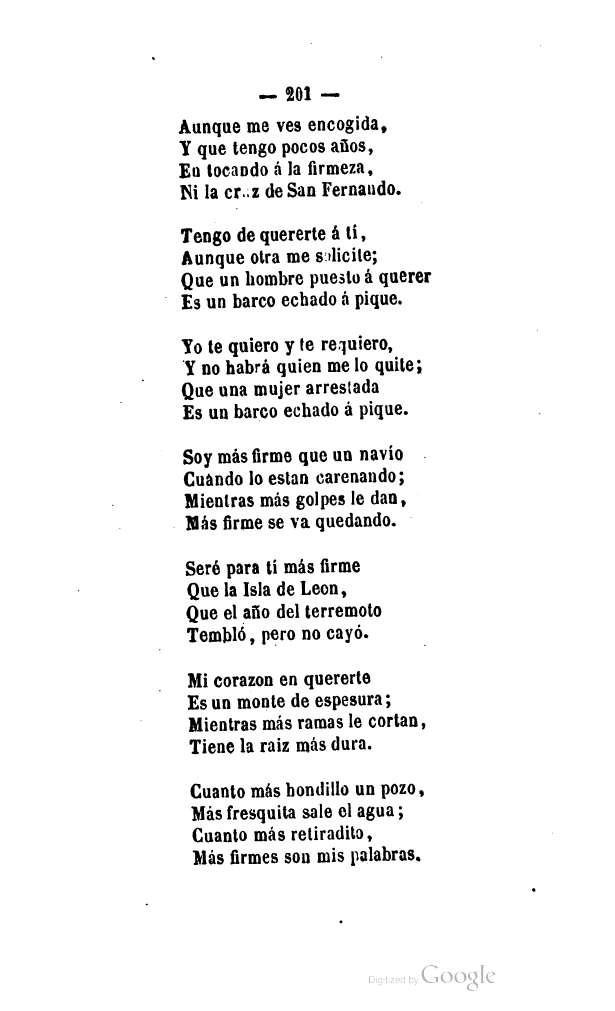 — 201 —
Aunque me ves encogida,
Y que tengo pocos años,
En tocando á la firmeza,
Ni la cruz de San Fernando.
Tengo de quererte á tí,
Aunque otra me solicite;
Que un hombre puesto á querer
Es un barco echado á pique.
Yo te quiero y te requiero,
Y no habrá quien me lo quite;
Que una mujer arrestada
Es un barco echado á pique.
Soy más firme que un navío
Cuando lo estan carenando;
Mientras más golpes le dan,
Más firme se va quedando.
Seré para tí más firme
Que la Isla de Leon,
Que el año del terremoto
Tembló, pero no cayó.
Mi corazon en quererte
Es un monte de espesura;
Mientras más ramas le cortan,
Tiene la raiz más dura.
Cuanto más hondillo un pozo,
Más fresquita sale el agua;
Cuanto más retiradito,
Más firmes son mis palabras.
Digitized by Google